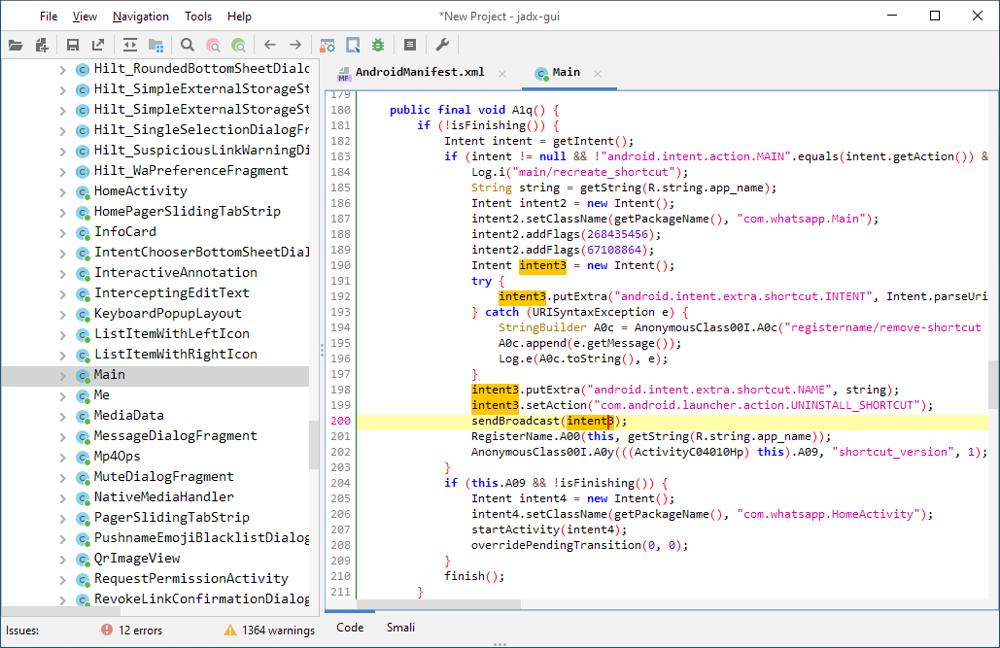 File View Navigation Tools Help *New Project - jadx-gui
Hilt_RoundedBottomSheetDialo
Hilt_SimpleExternalStorageSt
Hilt_SimpleExternalStorageSt
Hilt_SingleSelectionDialogFr
Hilt_SuspiciousLinkWarningDi
Hilt_WaPreferenceFragment
HomeActivity
HomePagerSlidingTabStrip
InfoCard
IntentChooserBottomSheetDial
InteractiveAnnotation
InterceptingEditText
KeyboardPopupLayout
ListItemWithLeftIcon
ListItemWithRightIcon
Main
Me
MediaData
MessageDialogFragment
Mp4Ops
MuteDialogFragment
NativeMediaHandler
PagerSlidingTabStrip
PushnameEmojiBlacklistDialog
QrImageView
RequestPermissionActivity
RevokeLinkConfirmationDialog
MF AndroidManifest.xml × Main ×
179
180 public final void A1q() {
181 if (!isFinishing()) {
182 Intent intent = getIntent();
183 if (intent != null && !"android.intent.action.MAIN".equals(intent.getAction()) &
184 Log.i("main/recreate_shortcut");
185 String string = getString(R.string.app_name);
186 Intent intent2 = new Intent();
187 intent2.setClassName(getPackageName(), "com.whatsapp.Main");
188 intent2.addFlags(268435456);
189 intent2.addFlags(67108864);
190 Intent intent3 = new Intent();
191 try {
192 intent3.putExtra("android.intent.extra.shortcut.INTENT", Intent.parseUri
193 } catch (URISyntaxException e) {
194 StringBuilder A0c = AnonymousClass00I.A0c("registername/remove-shortcut
195 A0c.append(e.getMessage());
196 Log.e(A0c.toString(), e);
197 }
198 intent3.putExtra("android.intent.extra.shortcut.NAME", string);
199 intent3.setAction("com.android.launcher.action.UNINSTALL_SHORTCUT");
200 sendBroadcast(intent3);
201 RegisterName.A00(this, getString(R.string.app_name));
202 AnonymousClass00I.A0y(((ActivityC04010Hp) this).A09, "shortcut_version", 1);
203 }
204 if (this.A09 && !isFinishing()) {
205 Intent intent4 = new Intent();
206 intent4.setClassName(getPackageName(), "com.whatsapp.HomeActivity");
207 startActivity(intent4);
208 overridePendingTransition(0, 0);
209 }
210 finish();
211 }
Issues: 12 errors 1364 warnings Code Smali